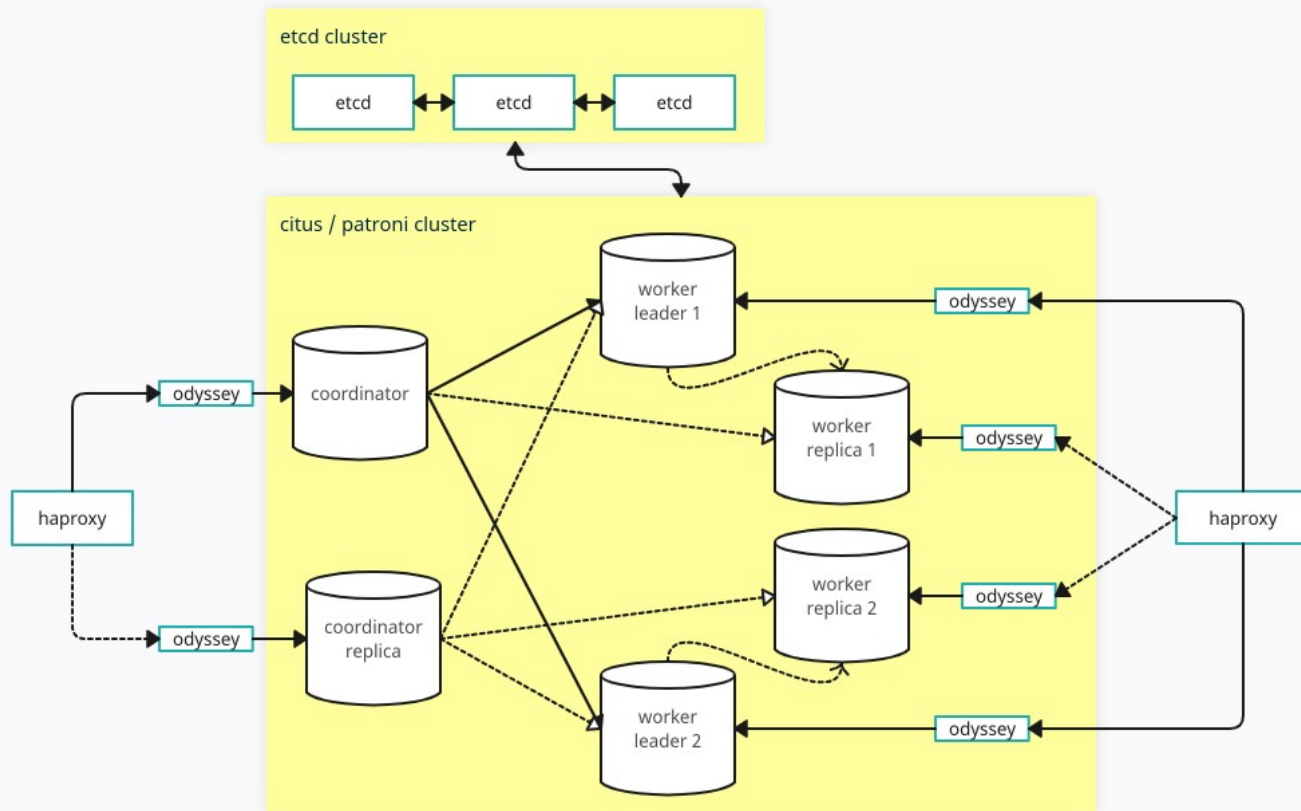 etcd cluster
etcd
etcd
etcd
citus / patroni cluster
worker
leader 1
odyssey
odyssey
coordinator
worker
replica 1
odyssey
haproxy
haproxy
worker
replica 2
odyssey
odyssey
coordinator
replica
worker
leader 2
odyssey